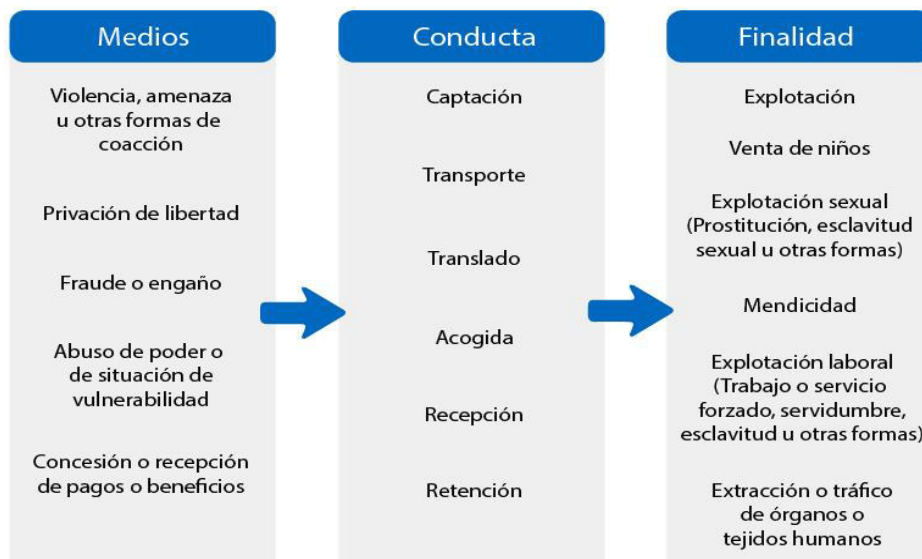 Medios
Violencia, amenaza
u otras formas de
coacción
Privación de libertad
Fraude o engaño
Abuso de poder o
de situación de
vulnerabilidad
Concesión o recepción
de pagos o beneficios
Conducta
Captación
Transporte
Translado
Acogida
Recepción
Retención
Finalidad
Explotación
Venta de niños
Explotación sexual
(Prostitución, esclavitud
sexual u otras formas)
Mendicidad
Explotación laboral
(Trabajo o servicio
forzado, servidumbre,
esclavitud u otras formas)
Extracción o tráfico
de órganos o
tejidos humanos